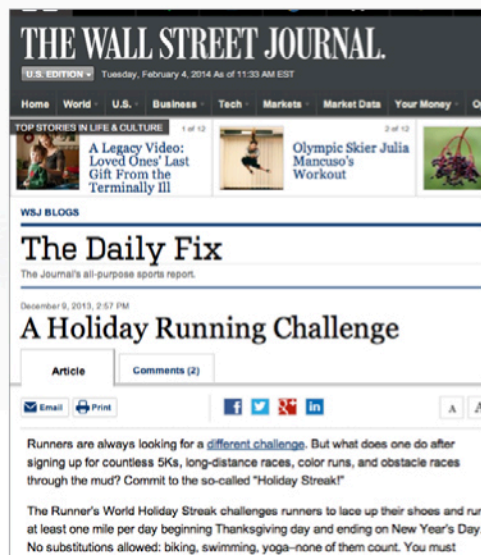 THE WALL STREET JOURNAL.
U.S. EDITION Tuesday, February 4, 2014 As of 11:33 AM EST
Home World U.S. Business Tech Markets Market Data Your Money
TOP STORIES IN LIFE & CULTURE
1 of 12
A Legacy Video:
Loved Ones' Last
Gift From the
Terminally Ill
2 of 12
Olympic Skier Julia
Mancuso's
Workout
WSJ BLOGS
The Daily Fix
The Journal's all-purpose sports report.
December 9, 2013, 2:57 PM
A Holiday Running Challenge
Article Comments (2)
Email Print f in A A
Runners are always looking for a different challenge. But what does one do after
signing up for countless 5Ks, long-distance races, color runs, and obstacle races
through the mud? Commit to the so-called "Holiday Streak!"
The Runner's World Holiday Streak challenges runners to lace up their shoes and run
at least one mile per day beginning Thanksgiving day and ending on New Year's Day.
No substitutions allowed: biking, swimming, yoga–none of them count. You must